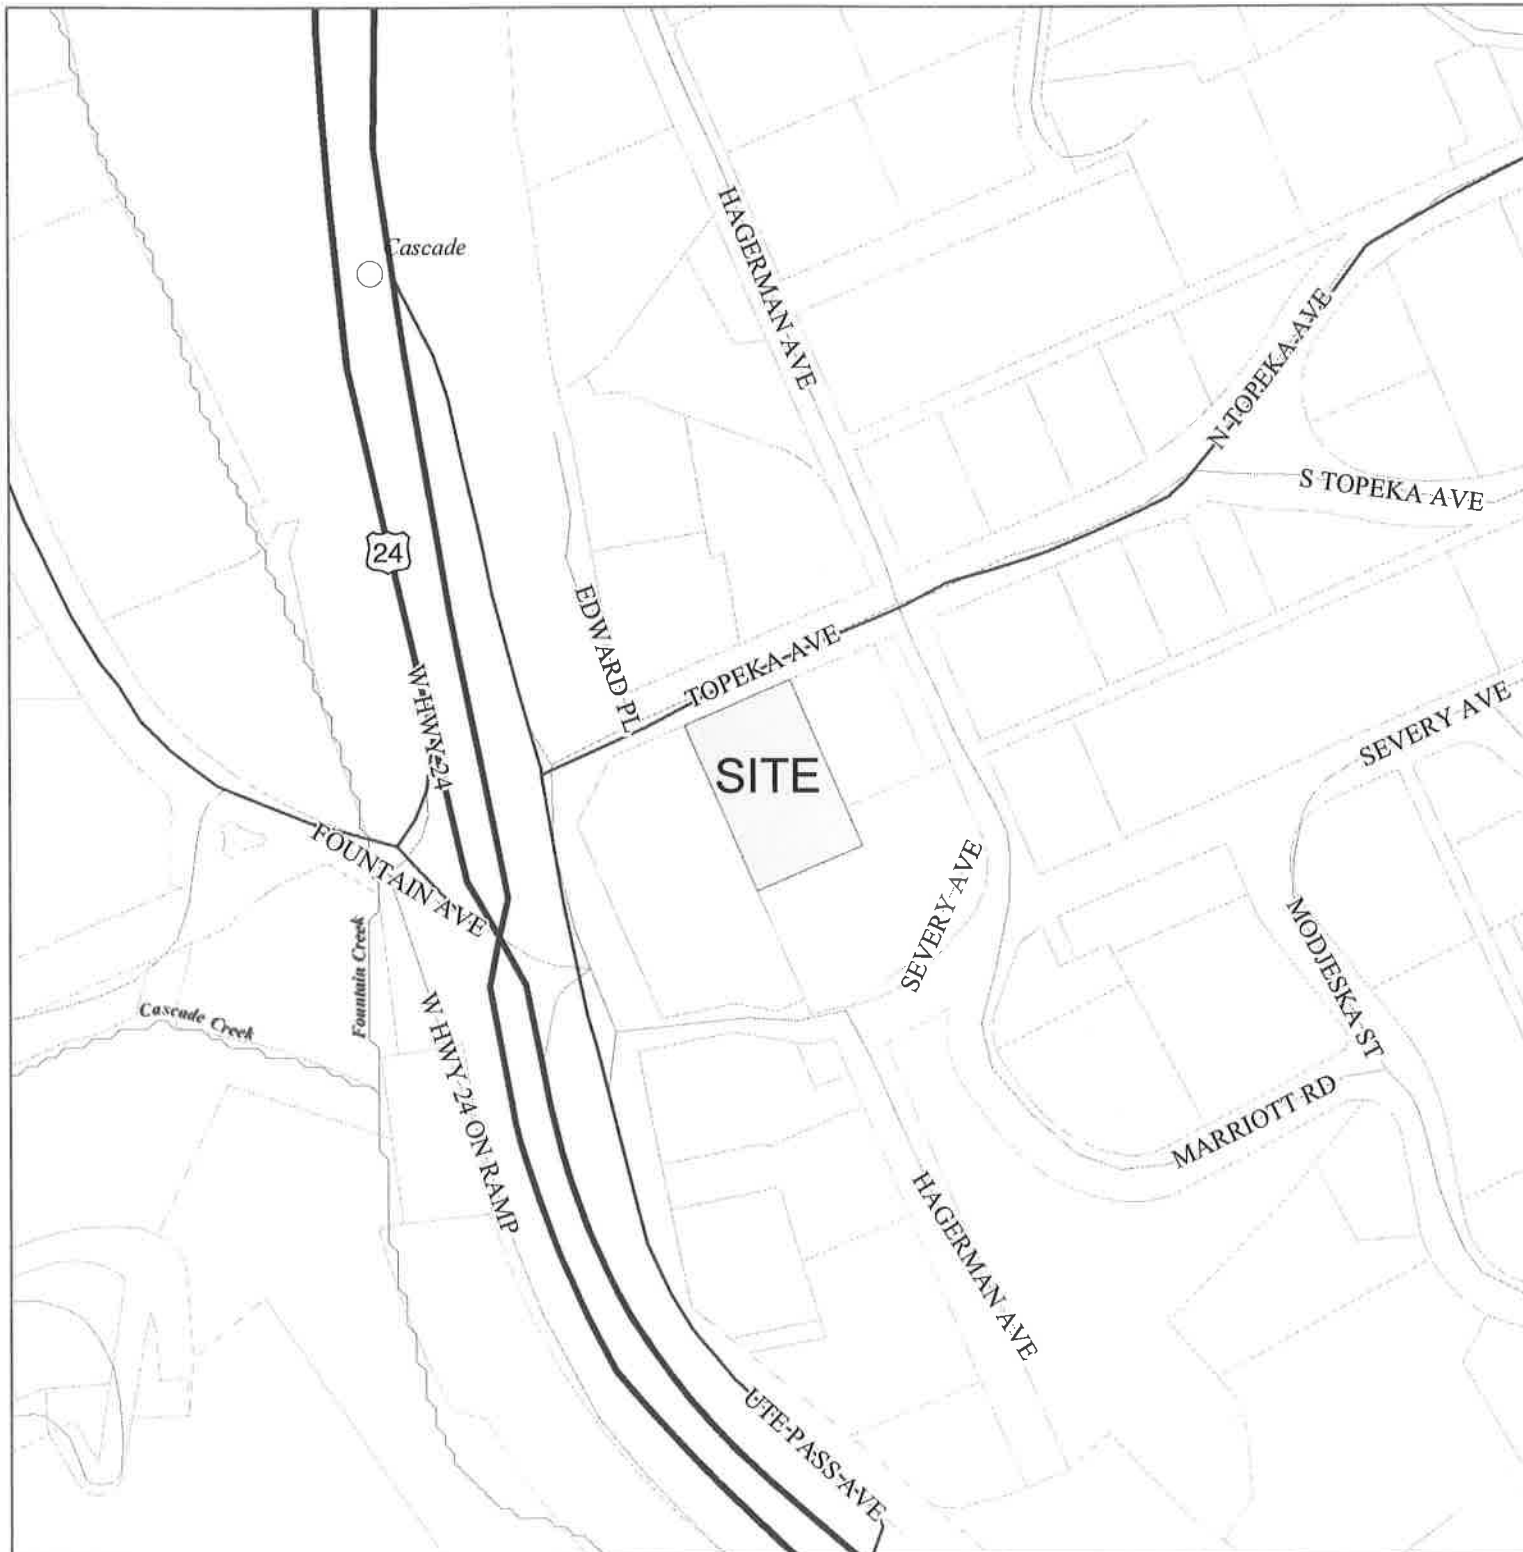 Cascade
HAGERMAN AVE
N TOPEKA AVE
S TOPEKA AVE
24
EDWARD PL
TOPEKA AVE
W HWY 24
SITE
SEVERY AVE
FOUNTAIN AVE
SEVERY AVE
Fountain Creek
MODJESKA ST
Cascade Creek
W HWY 24 ON RAMP
MARRIOTT RD
HAGERMAN AVE
UTE PASS AVE